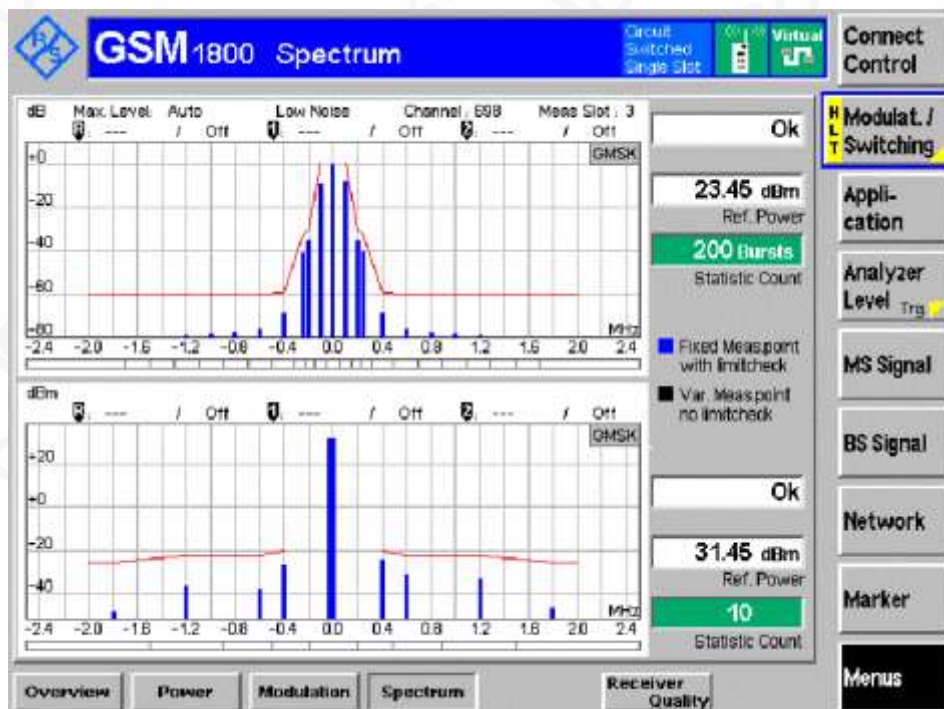 R S
GSM 1800 Spectrum
Circuit Switched Single Slot
Virtual
Connect Control
dB Max. Level: Auto Low Noise Channel: 698 Meas Slot: 3
R: --- / Off 1: --- / Off 2: --- / Off
GMSK
+0
-20
-40
-60
-80
MHz
-2.4 -2.0 -1.6 -1.2 -0.8 -0.4 0.0 0.4 0.8 1.2 1.6 2.0 2.4
Ok
23.45 dBm
Ref. Power
200 Bursts
Statistic Count
Fixed Meas.point with limitcheck
Var. Meas.point no limitcheck
dBm
R: --- / Off 1: --- / Off 2: --- / Off
GMSK
+20
+0
-20
-40
MHz
-2.4 -2.0 -1.6 -1.2 -0.8 -0.4 0.0 0.4 0.8 1.2 1.6 2.0 2.4
Ok
31.45 dBm
Ref. Power
10
Statistic Count
HLT
Modulat. / Switching
Appli-
cation
Analyzer
Level Trg
MS Signal
BS Signal
Network
Marker
Menus
Overview Power Modulation Spectrum Receiver Quality